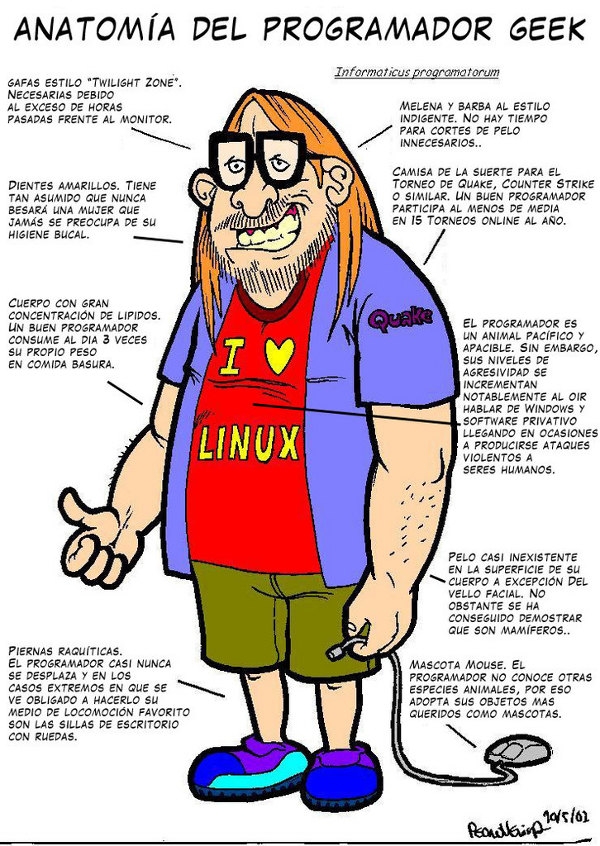 ANATOMÍA DEL PROGRAMADOR GEEK
Informaticus programatorum
GAFAS ESTILO "TWILIGHT ZONE".
NECESARIAS DEBIDO
AL EXCESO DE HORAS
PASADAS FRENTE AL MONITOR.
MELENA Y BARBA AL ESTILO
INDIGENTE. NO HAY TIEMPO
PARA CORTES DE PELO
INNECESARIOS..
DIENTES AMARILLOS. TIENE
TAN ASUMIDO QUE NUNCA
BESARÁ UNA MUJER QUE
JAMÁS SE PREOCUPA DE SU
HIGIENE BUCAL.
CAMISA DE LA SUERTE PARA EL
TORNEO DE QUAKE, COUNTER STRIKE
O SIMILAR. UN BUEN PROGRAMADOR
PARTICIPA AL MENOS DE MEDIA
EN 15 TORNEOS ONLINE AL AÑO.
CUERPO CON GRAN
CONCENTRACIÓN DE LIPIDOS.
UN BUEN PROGRAMADOR
CONSUME AL DIA 3 VECES
SU PROPIO PESO
EN COMIDA BASURA.
Quake
I
LINUX
EL PROGRAMADOR ES
UN ANIMAL PACÍFICO Y
APACIBLE. SIN EMBARGO,
SUS NIVELES DE
AGRESIVIDAD SE
INCREMENTAN
NOTABLEMENTE AL OIR
HABLAR DE WINDOWS Y
SOFTWARE PRIVATIVO
LLEGANDO EN OCASIONES
A PRODUCIRSE ATAQUES
VIOLENTOS A
SERES HUMANOS.
PELO CASI INEXISTENTE
EN LA SUPERFICIE DE SU
CUERPO A EXCEPCIÓN DEL
VELLO FACIAL. NO
OBSTANTE SE HA
CONSEGUIDO DEMOSTRAR
QUE SON MAMÍFEROS..
PIERNAS RAQUÍTICAS.
EL PROGRAMADOR CASI NUNCA
SE DESPLAZA Y EN LOS
CASOS EXTREMOS EN QUE SE
VE OBLIGADO A HACERLO SU
MEDIO DE LOCOMOCIÓN FAVORITO
SON LAS SILLAS DE ESCRITORIO
CON RUEDAS.
MASCOTA MOUSE. EL
PROGRAMADOR NO CONOCE OTRAS
ESPECIES ANIMALES, POR ESO
ADOPTA SUS OBJETOS MAS
QUERIDOS COMO MASCOTAS.
20/5/02